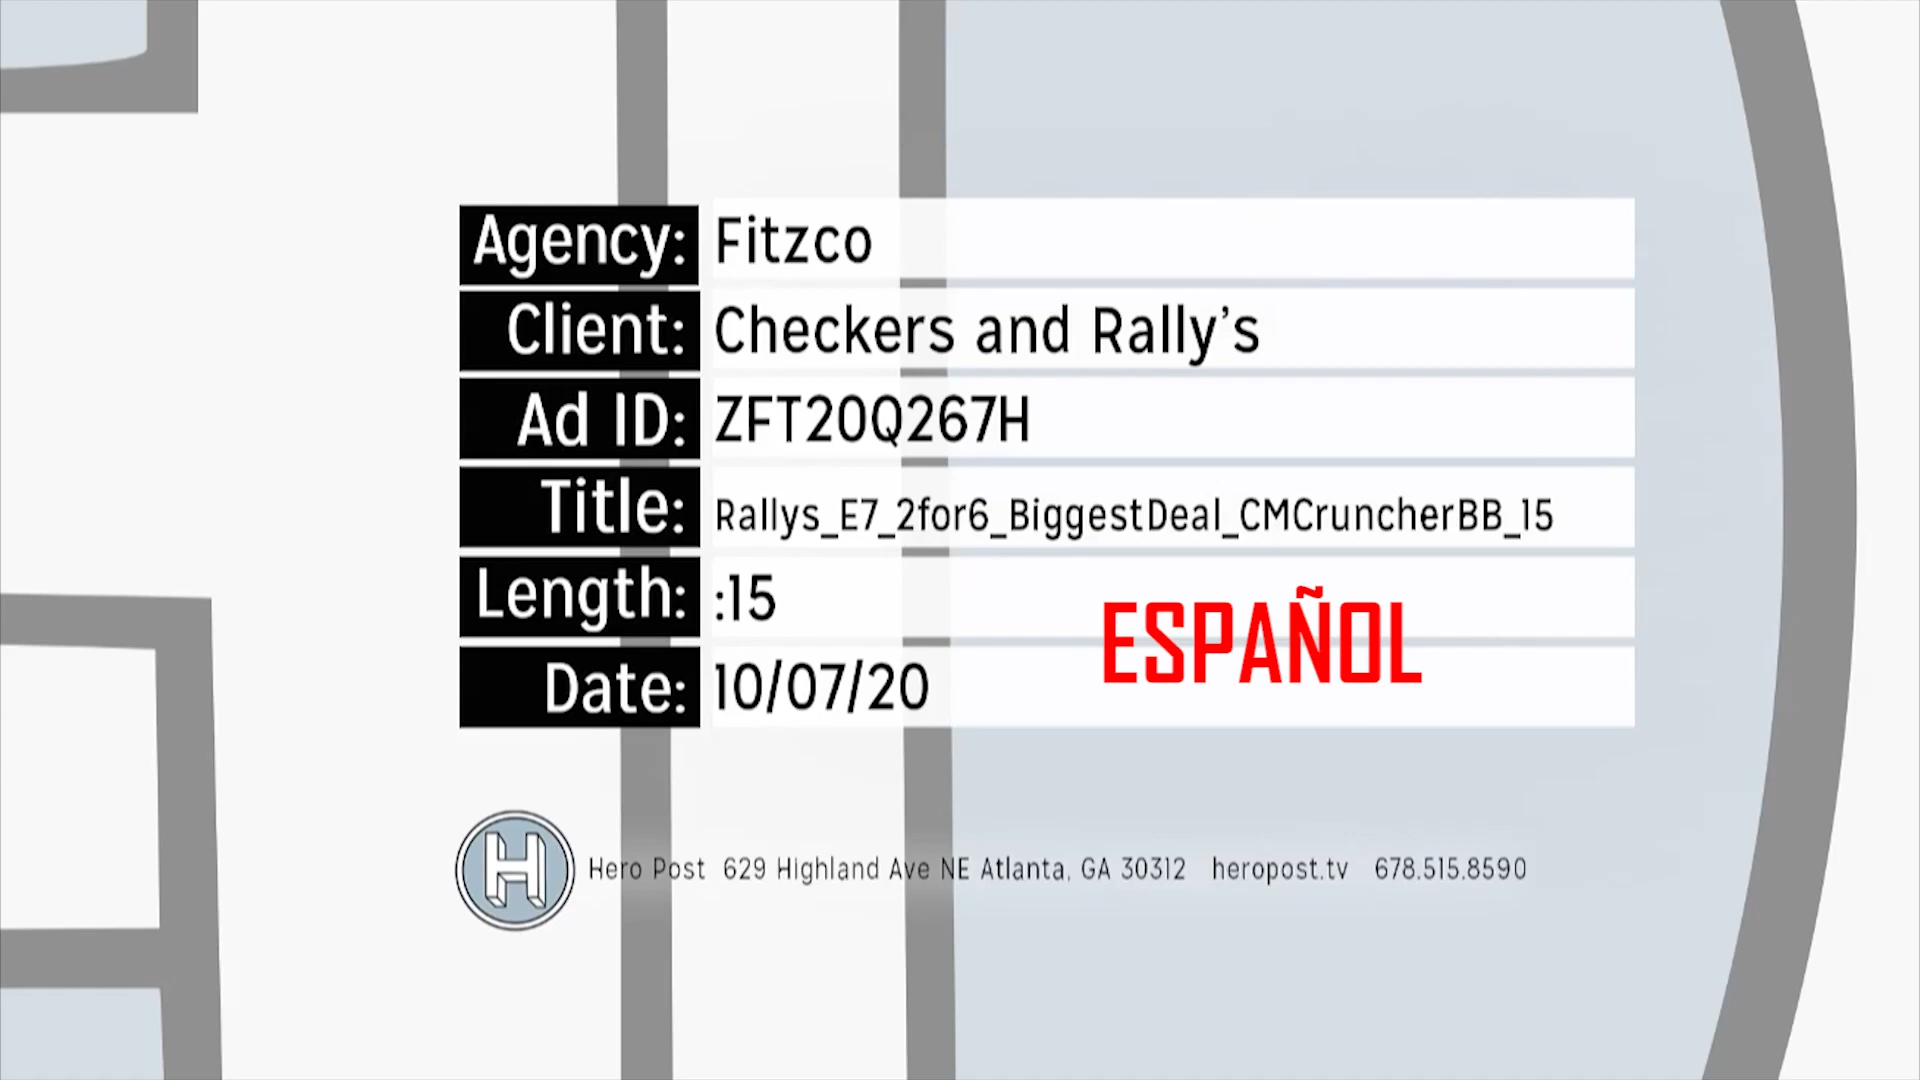 Agency: Fitzco
Client: Checkers and Rally's
Ad ID: ZFT20Q267H
Title: Rallys_E7_2for6_BiggestDeal_CMCruncherBB_15
Length: :15
ESPAÑOL
Date: 10/07/20
H Hero Post 629 Highland Ave NE Atlanta, GA 30312 heropost.tv 678.515.8590